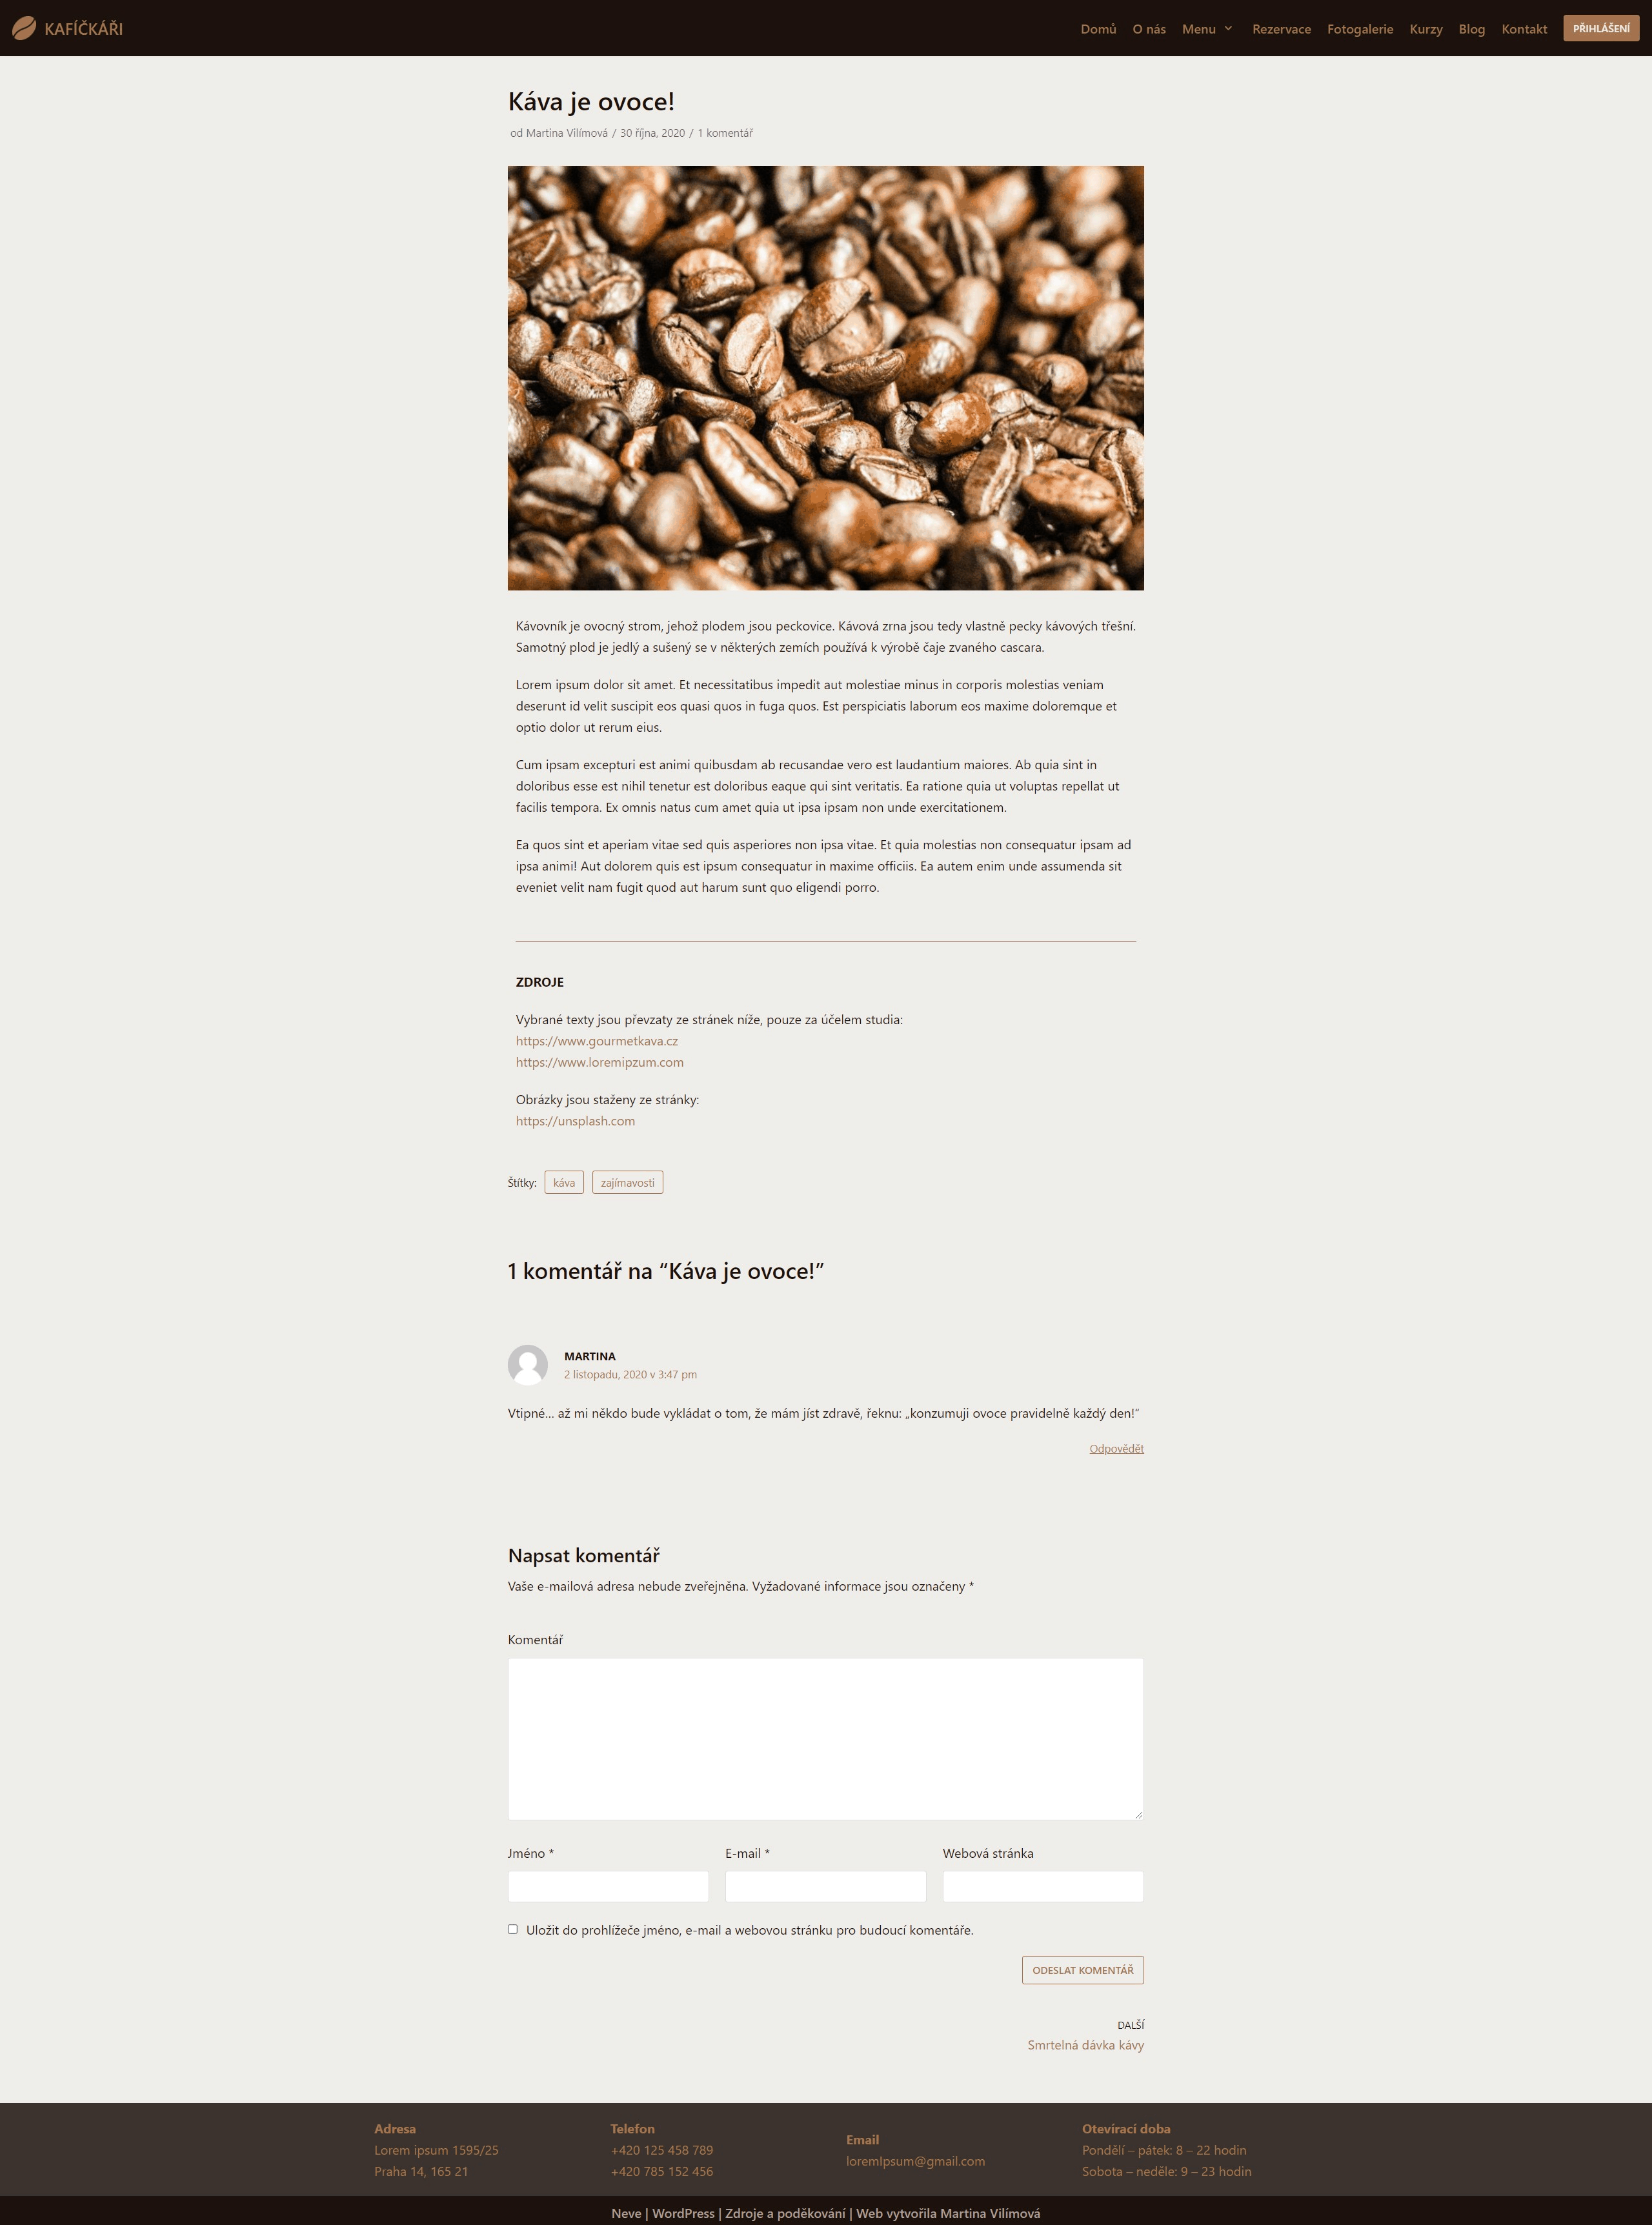 KAFÍČKÁŘI
Domů O nás Menu Rezervace Fotogalerie Kurzy Blog Kontakt PŘIHLÁŠENÍ
Káva je ovoce!
od Martina Vilímová / 30 října, 2020 / 1 komentář
Kávovník je ovocný strom, jehož plodem jsou peckovice. Kávová zrna jsou tedy vlastně pecky kávových třešní.
Samotný plod je jedlý a sušený se v některých zemích používá k výrobě čaje zvaného cascara.
Lorem ipsum dolor sit amet. Et necessitatibus impedit aut molestiae minus in corporis molestias veniam
deserunt id velit suscipit eos quasi quos in fuga quos. Est perspiciatis laborum eos maxime doloremque et
optio dolor ut rerum eius.
Cum ipsam excepturi est animi quibusdam ab recusandae vero est laudantium maiores. Ab quia sint in
doloribus esse est nihil tenetur est doloribus eaque qui sint veritatis. Ea ratione quia ut voluptas repellat ut
facilis tempora. Ex omnis natus cum amet quia ut ipsa ipsam non unde exercitationem.
Ea quos sint et aperiam vitae sed quis asperiores non ipsa vitae. Et quia molestias non consequatur ipsam ad
ipsa animi! Aut dolorem quis est ipsum consequatur in maxime officiis. Ea autem enim unde assumenda sit
eveniet velit nam fugit quod aut harum sunt quo eligendi porro.
ZDROJE
Vybrané texty jsou převzaty ze stránek níže, pouze za účelem studia:
https://www.gourmetkava.cz
https://www.loremipzum.com
Obrázky jsou staženy ze stránky:
https://unsplash.com
Štítky: káva zajímavosti
1 komentář na “Káva je ovoce!”
MARTINA
2 listopadu, 2020 v 3:47 pm
Vtipné… až mi někdo bude vykládat o tom, že mám jíst zdravě, řeknu: „konzumuji ovoce pravidelně každý den!“
Odpovědět
Napsat komentář
Vaše e-mailová adresa nebude zveřejněna. Vyžadované informace jsou označeny *
Komentář
Jméno * E-mail * Webová stránka
Uložit do prohlížeče jméno, e-mail a webovou stránku pro budoucí komentáře.
ODESLAT KOMENTÁŘ
DALŠÍ
Smrtelná dávka kávy
Adresa
Lorem ipsum 1595/25
Praha 14, 165 21
Telefon
+420 125 458 789
+420 785 152 456
Email
loremIpsum@gmail.com
Otevírací doba
Pondělí – pátek: 8 – 22 hodin
Sobota – neděle: 9 – 23 hodin
Neve | WordPress | Zdroje a poděkování | Web vytvořila Martina Vilímová